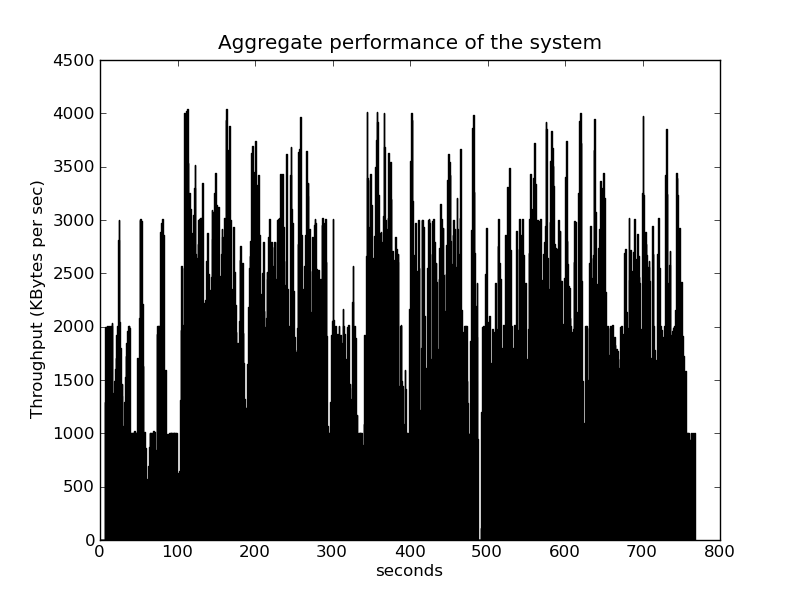 Aggregate performance of the system
4500
4000
3500
3000
2500
2000
1500
1000
500
0
Throughput (KBytes per sec)
0 100 200 300 400 500 600 700 800
seconds